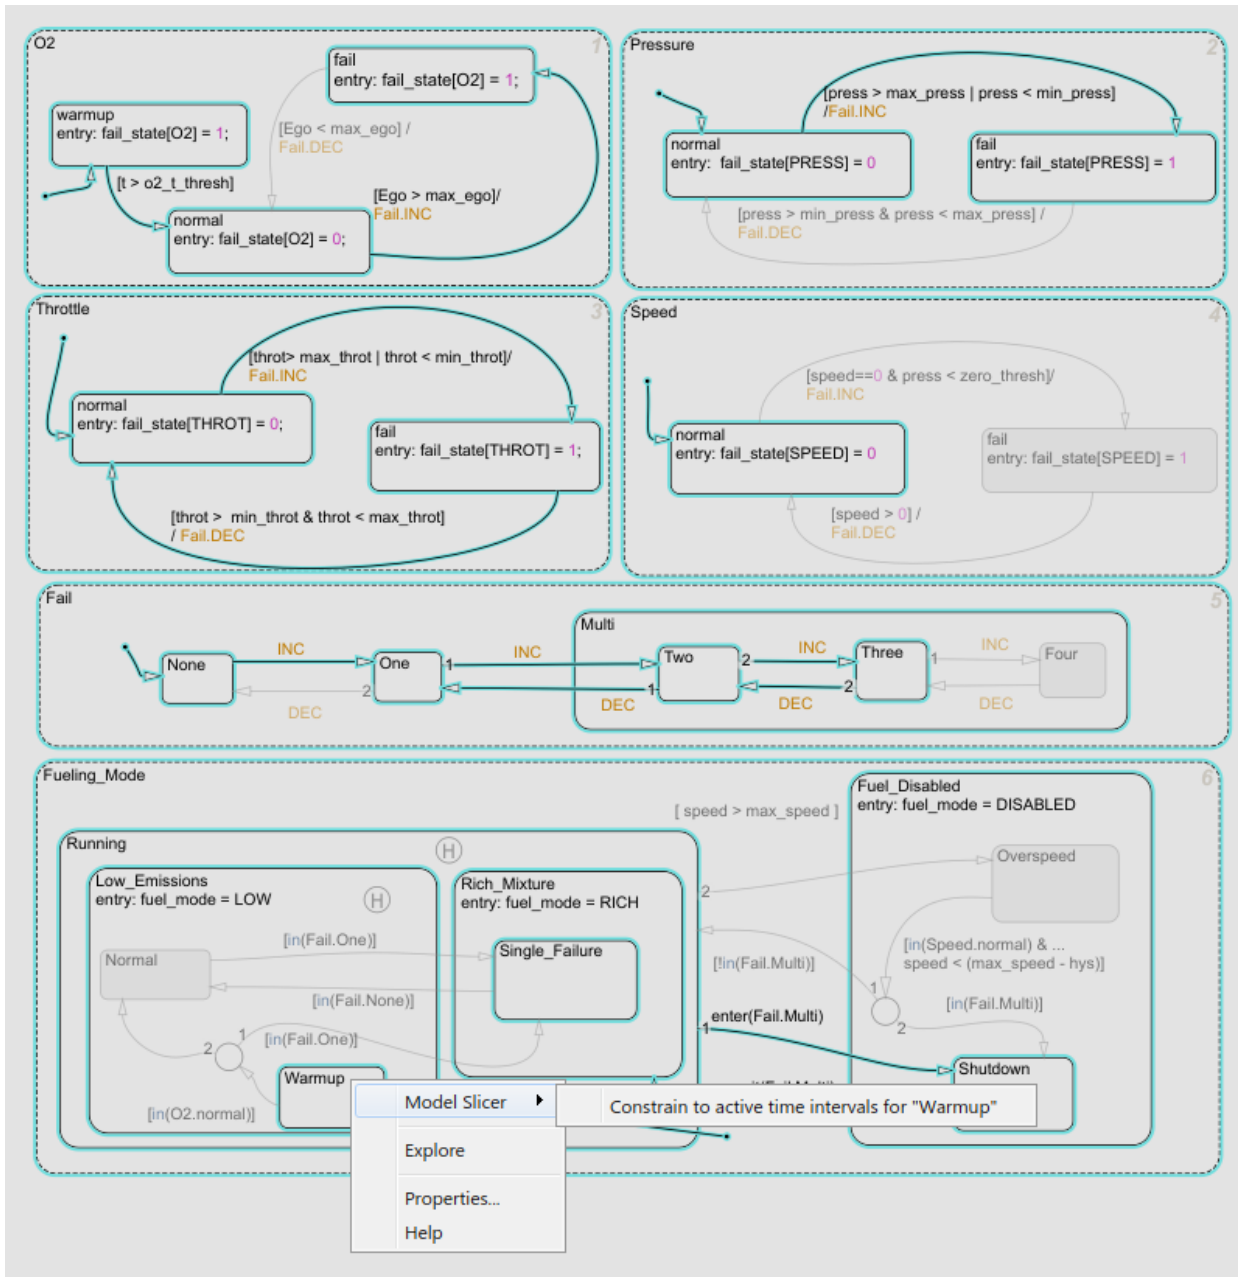 O2
1
fail
entry: fail_state[O2] = 1;
warmup
entry: fail_state[O2] = 1;
[Ego < max_ego] /
Fail.DEC
[t > o2_t_thresh]
[Ego > max_ego]/
Fail.INC
normal
entry: fail_state[O2] = 0;
Pressure
2
[press > max_press | press < min_press]
/Fail.INC
normal
entry: fail_state[PRESS] = 0
fail
entry: fail_state[PRESS] = 1
[press > min_press & press < max_press] /
Fail.DEC
Throttle
3
[throt> max_throt | throt < min_throt]/
Fail.INC
normal
entry: fail_state[THROT] = 0;
fail
entry: fail_state[THROT] = 1;
[throt > min_throt & throt < max_throt]
/ Fail.DEC
Speed
4
[speed==0 & press < zero_thresh]/
Fail.INC
normal
entry: fail_state[SPEED] = 0
fail
entry: fail_state[SPEED] = 1
[speed > 0] /
Fail.DEC
Fail
5
Multi
None
INC
One
1
INC
Two
2
INC
Three
1
INC
Four
2
DEC
1
DEC
2
DEC
DEC
Fueling_Mode
6
Fuel_Disabled
entry: fuel_mode = DISABLED
[ speed > max_speed ]
Running
H
Overspeed
Low_Emissions
entry: fuel_mode = LOW
H
Rich_Mixture
entry: fuel_mode = RICH
2
[in(Fail.One)]
Normal
Single_Failure
[in(Speed.normal) & ...
speed < (max_speed - hys)]
[!in(Fail.Multi)]
[in(Fail.None)]
1
[in(Fail.Multi)]
enter(Fail.Multi)
1
2
1
[in(Fail.One)]
2
Warmup
Shutdown
[in(O2.normal)]
Model Slicer
Constrain to active time intervals for "Warmup"
Explore
Properties...
Help